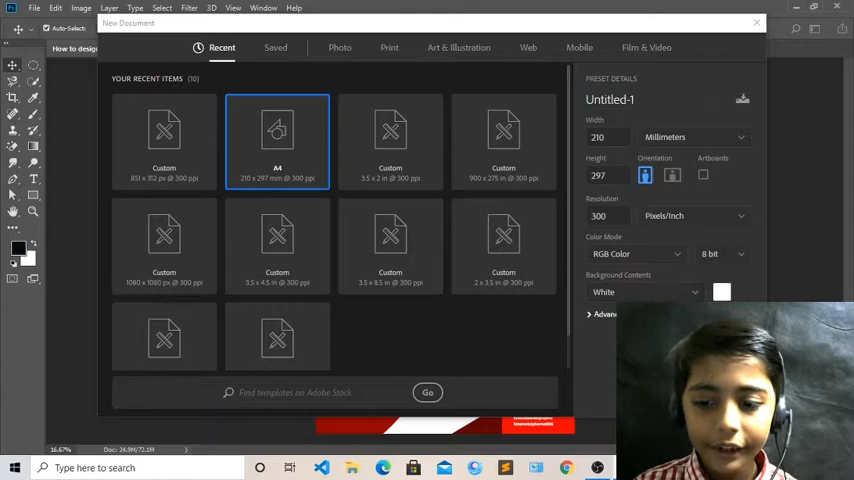 Ps File Edit Image Layer Type Select Filter 3D View Window Help
New Document
Auto-Select:
How to design
Recent Saved Photo Print Art & Illustration Web Mobile Film & Video
YOUR RECENT ITEMS (10)
Custom
851 x 312 px @ 300 ppi
A4
210 x 297 mm @ 300 ppi
Custom
3.5 x 2 in @ 300 ppi
Custom
900 x 275 in @ 300 ppi
Custom
1080 x 1080 px @ 300 ppi
Custom
3.5 x 4.5 in @ 300 ppi
Custom
3.5 x 8.5 in @ 300 ppi
Custom
2 x 3.5 in @ 300 ppi
Find templates on Adobe Stock
Go
PRESET DETAILS
Untitled-1
Width
210 Millimeters
Height Orientation Artboards
297
Resolution
300 Pixels/Inch
Color Mode
RGB Color 8 bit
Background Contents
White
16.67% Doc: 24.9M/72.1M
Type here to search